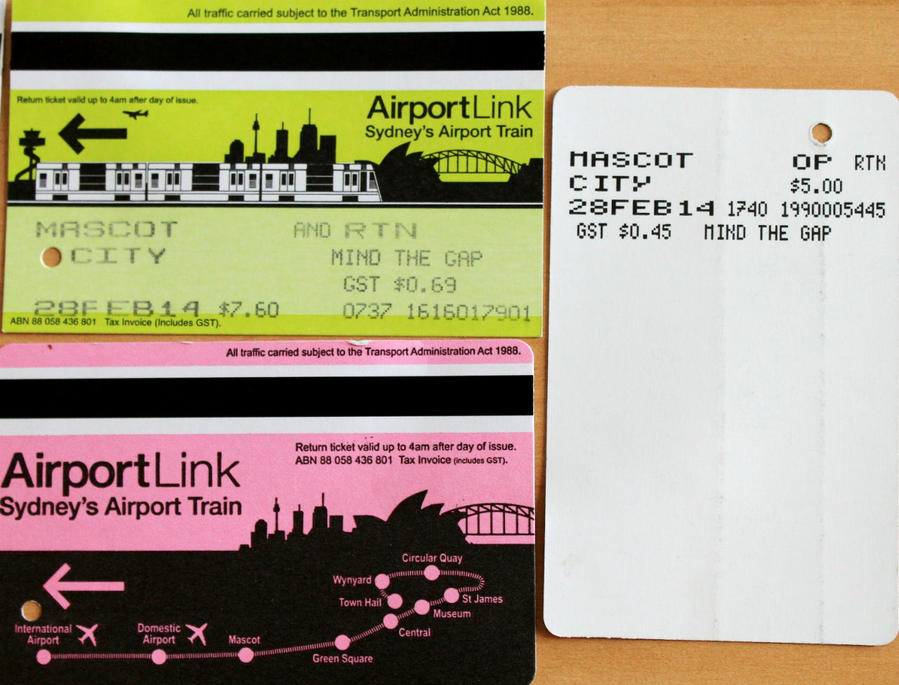 All traffic carried subject to the Transport Administration Act 1988.
Return ticket valid up to 4am after day of issue.
AirportLink
Sydney's Airport Train
MASCOT AND RTN
CITY MIND THE GAP
GST $0.69
28FEB14 $7.60 0737 1616017901
ABN 88 058 436 801 Tax Invoice (Includes GST).
All traffic carried subject to the Transport Administration Act 1988.
Return ticket valid up to 4am after day of issue.
ABN 88 058 436 801 Tax Invoice (includes GST).
AirportLink
Sydney's Airport Train
Circular Quay
Wynyard
Town Hall
St James
Museum
Central
International
Airport
Domestic
Airport
Mascot
Green Square
MASCOT OP RTN
CITY $5.00
28FEB14 1740 1990005445
GST $0.45 MIND THE GAP